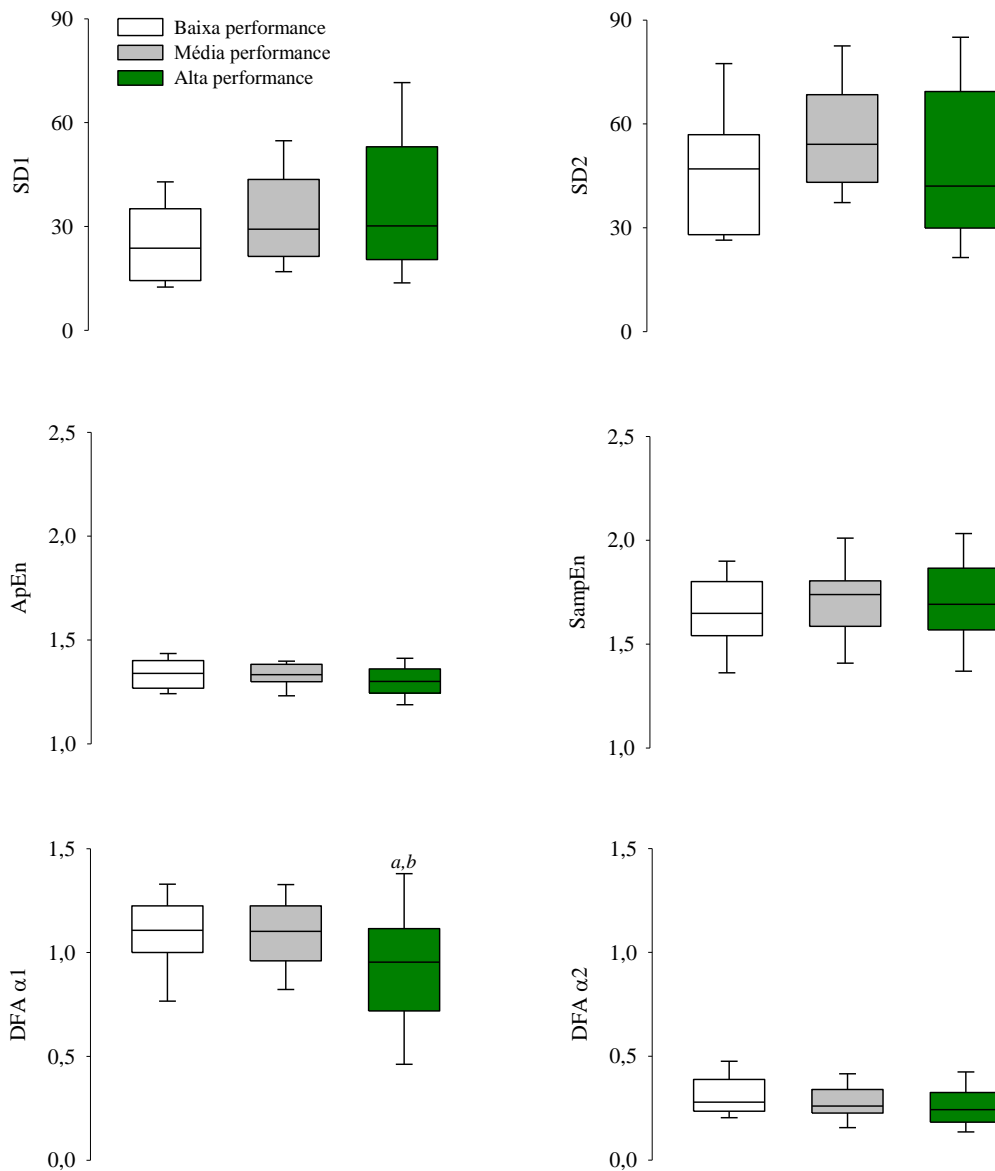 90
Baixa performance
Média performance
Alta performance
60
SD1
30
0
90
60
SD2
30
0
2,5
2,0
ApEn
1,5
1,0
2,5
2,0
SampEn
1,5
1,0
1,5
a,b
1,0
DFA α1
0,5
0,0
1,5
1,0
DFA α2
0,5
0,0